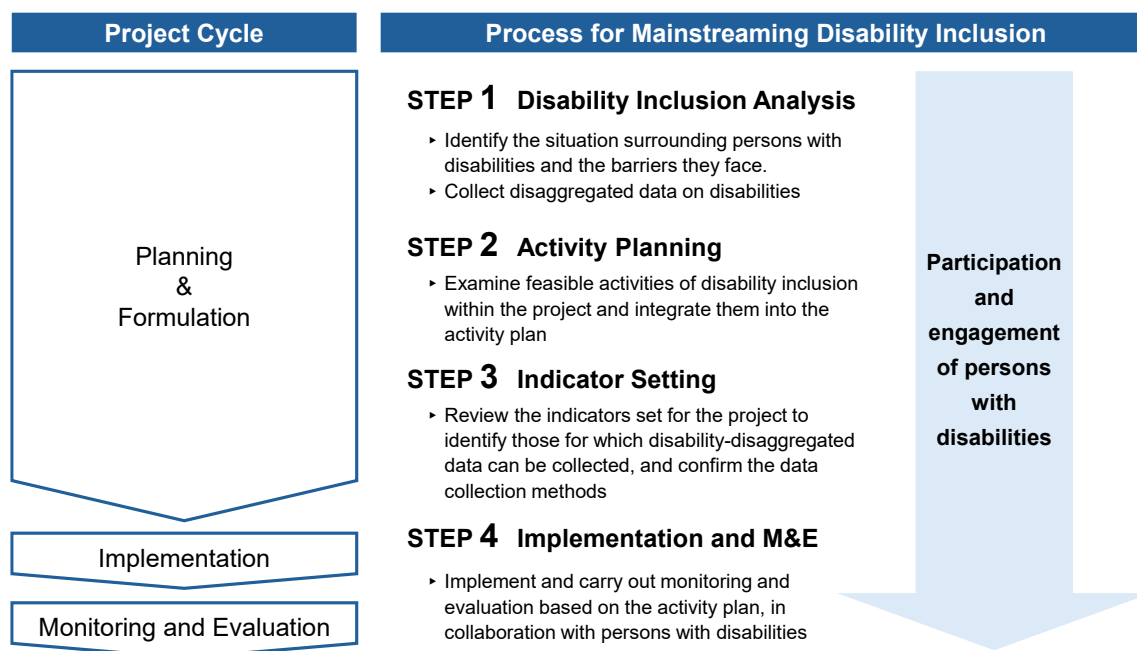 Project Cycle
Process for Mainstreaming Disability Inclusion
Planning
&
Formulation
Implementation
Monitoring and Evaluation
STEP 1 Disability Inclusion Analysis
‣ Identify the situation surrounding persons with
disabilities and the barriers they face.
‣ Collect disaggregated data on disabilities
STEP 2 Activity Planning
‣ Examine feasible activities of disability inclusion
within the project and integrate them into the
activity plan
STEP 3 Indicator Setting
‣ Review the indicators set for the project to
identify those for which disability-disaggregated
data can be collected, and confirm the data
collection methods
STEP 4 Implementation and M&E
‣ Implement and carry out monitoring and
evaluation based on the activity plan, in
collaboration with persons with disabilities
Participation
and
engagement
of persons
with
disabilities